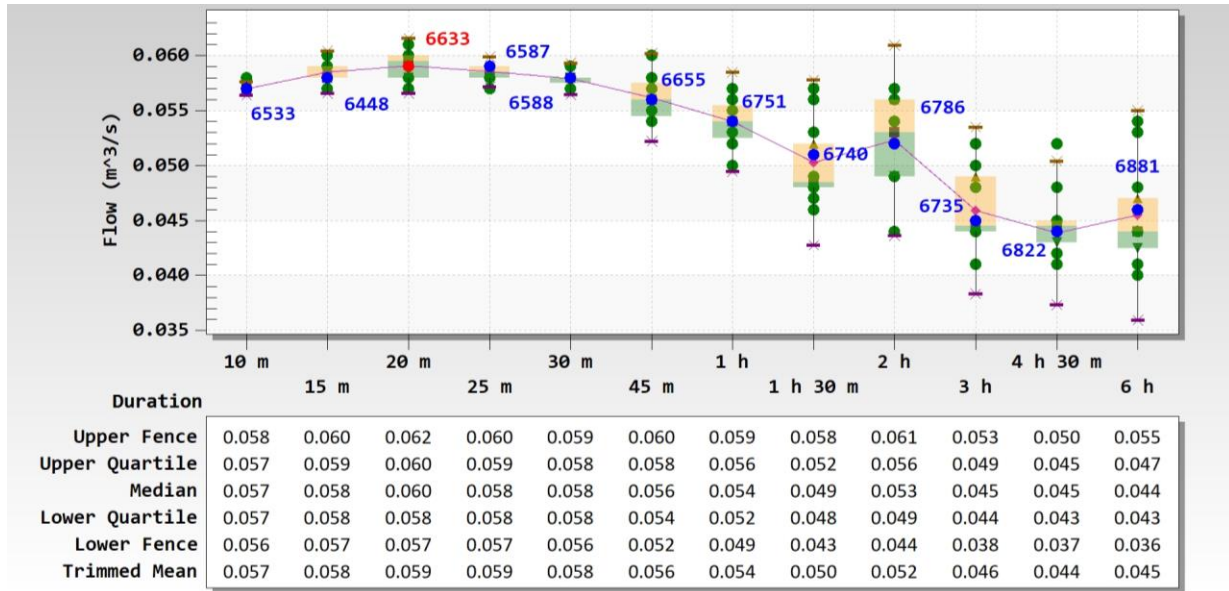 0.060
0.055
0.050
0.045
0.040
0.035
Flow (m^3/s)
6533
6448
6633
6587
6588
6655
6751
6740
6786
6735
6822
6881
10 m 20 m 30 m 1 h 2 h 4 h 30 m
15 m 25 m 45 m 1 h 30 m 3 h 6 h
Duration
Upper Fence 0.058 0.060 0.062 0.060 0.059 0.060 0.059 0.058 0.061 0.053 0.050 0.055
Upper Quartile 0.057 0.059 0.060 0.059 0.058 0.058 0.056 0.052 0.056 0.049 0.045 0.047
Median 0.057 0.058 0.060 0.058 0.058 0.056 0.054 0.049 0.053 0.045 0.045 0.044
Lower Quartile 0.057 0.058 0.058 0.058 0.058 0.054 0.052 0.048 0.049 0.044 0.043 0.043
Lower Fence 0.056 0.057 0.057 0.057 0.056 0.052 0.049 0.043 0.044 0.038 0.037 0.036
Trimmed Mean 0.057 0.058 0.059 0.059 0.058 0.056 0.054 0.050 0.052 0.046 0.044 0.045